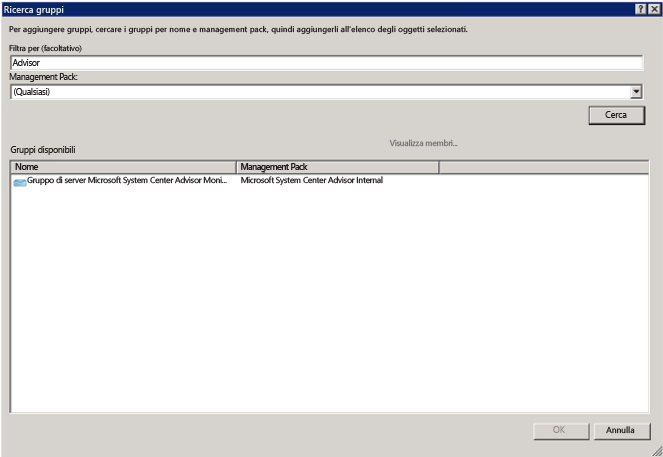 Ricerca gruppi
Per aggiungere gruppi, cercare i gruppi per nome e management pack, quindi aggiungerli all'elenco degli oggetti selezionati.
Filtra per (facoltativo)
Advisor
Management Pack:
(Qualsiasi)
Cerca
Visualizza membri...
Gruppi disponibili
Nome Management Pack
Gruppo di server Microsoft System Center Advisor Moni... Microsoft System Center Advisor Internal
OK Annulla